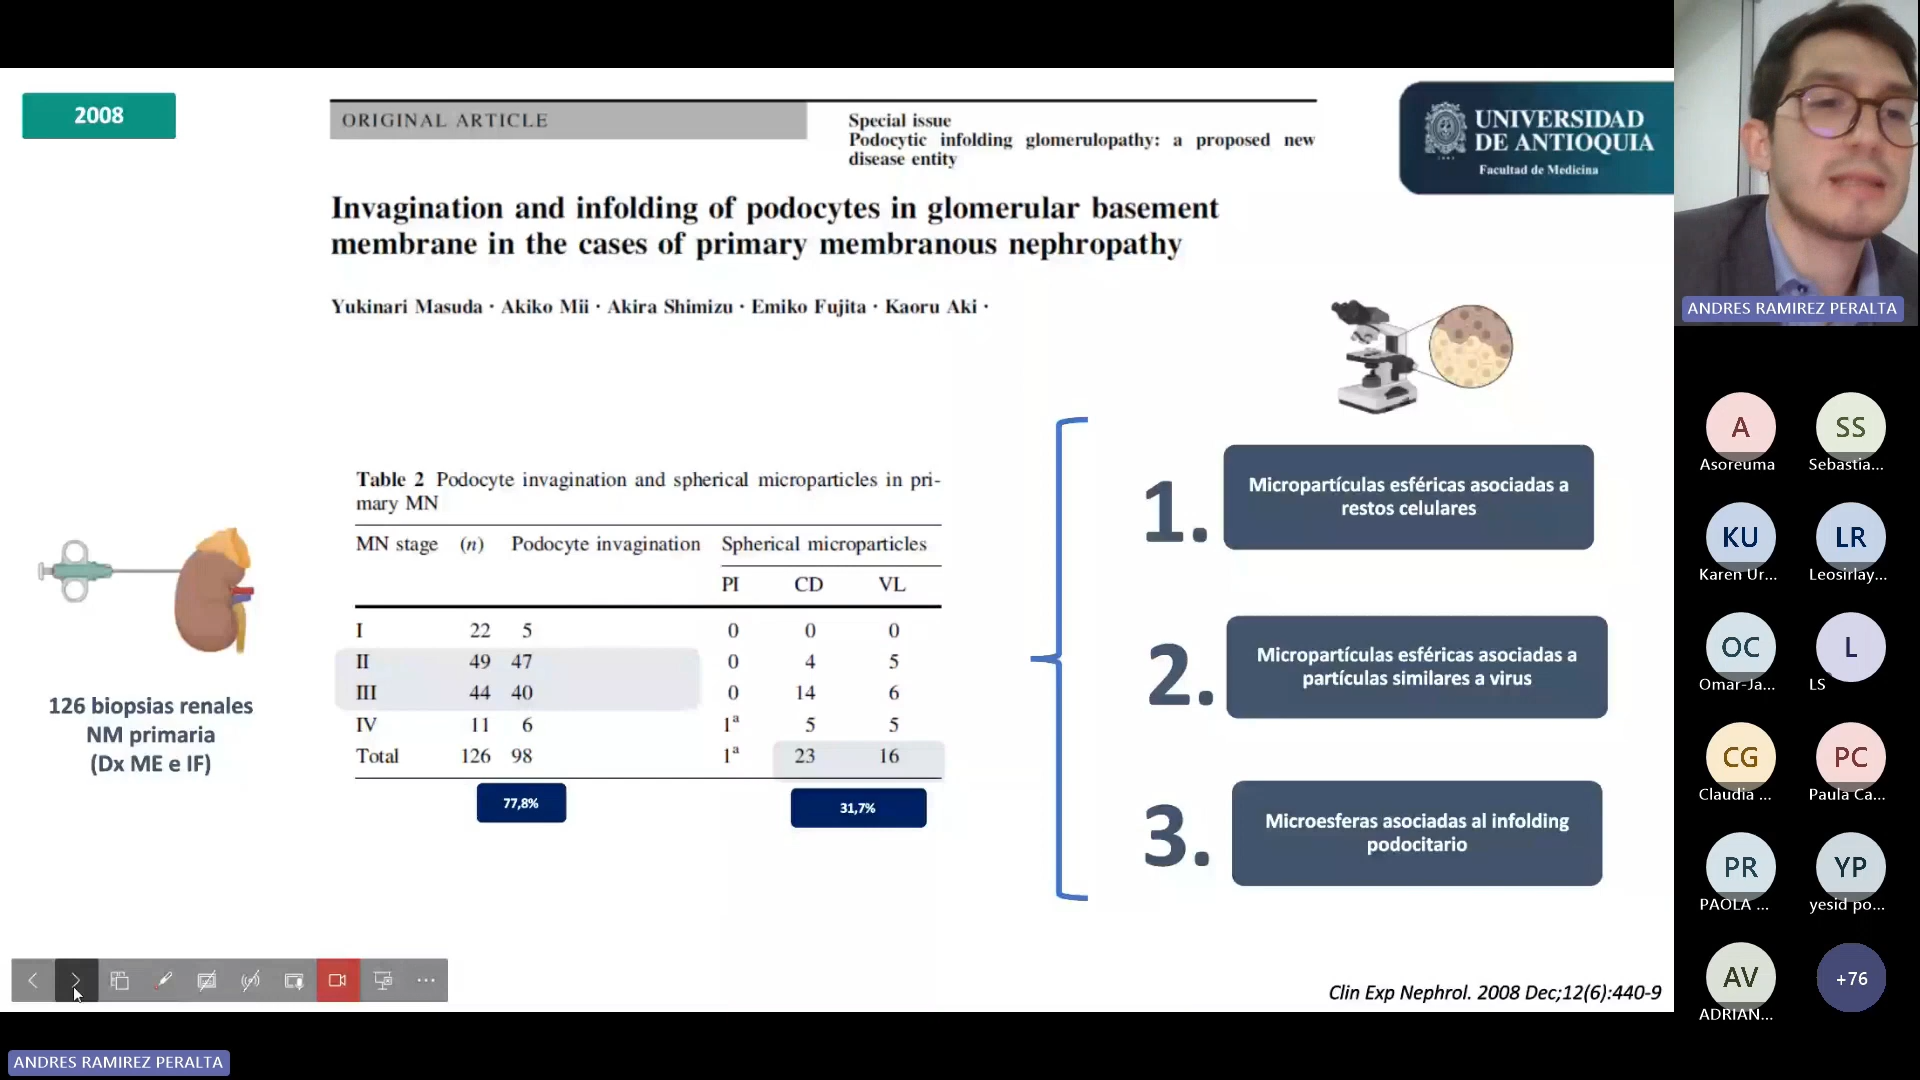 2008
ORIGINAL ARTICLE
Special issue
Podocytic infolding glomerulopathy: a proposed new
disease entity
UNIVERSIDAD
DE ANTIOQUIA
Facultad de Medicina
Invagination and infolding of podocytes in glomerular basement
membrane in the cases of primary membranous nephropathy
Yukinari Masuda · Akiko Mii · Akira Shimizu · Emiko Fujita · Kaoru Aki ·
126 biopsias renales
NM primaria
(Dx ME e IF)
Table 2 Podocyte invagination and spherical microparticles in pri-
mary MN
MN stage (n) Podocyte invagination Spherical microparticles
PI CD VL
I 22 5 0 0 0
II 49 47 0 4 5
III 44 40 0 14 6
IV 11 6 1ª 5 5
Total 126 98 1ª 23 16
77,8% 31,7%
1. Micropartículas esféricas asociadas a
restos celulares
2. Micropartículas esféricas asociadas a
partículas similares a virus
3. Microesferas asociadas al infolding
podocitario
Clin Exp Nephrol. 2008 Dec;12(6):440-9
ANDRES RAMIREZ PERALTA
A SS
Asoreuma Sebastia...
KU LR
Karen Ur... Leosirlay...
OC L
Omar-Ja... LS
CG PC
Claudia ... Paula Ca...
PR YP
PAOLA ... yesid po...
AV +76
ADRIAN...
ANDRES RAMIREZ PERALTA